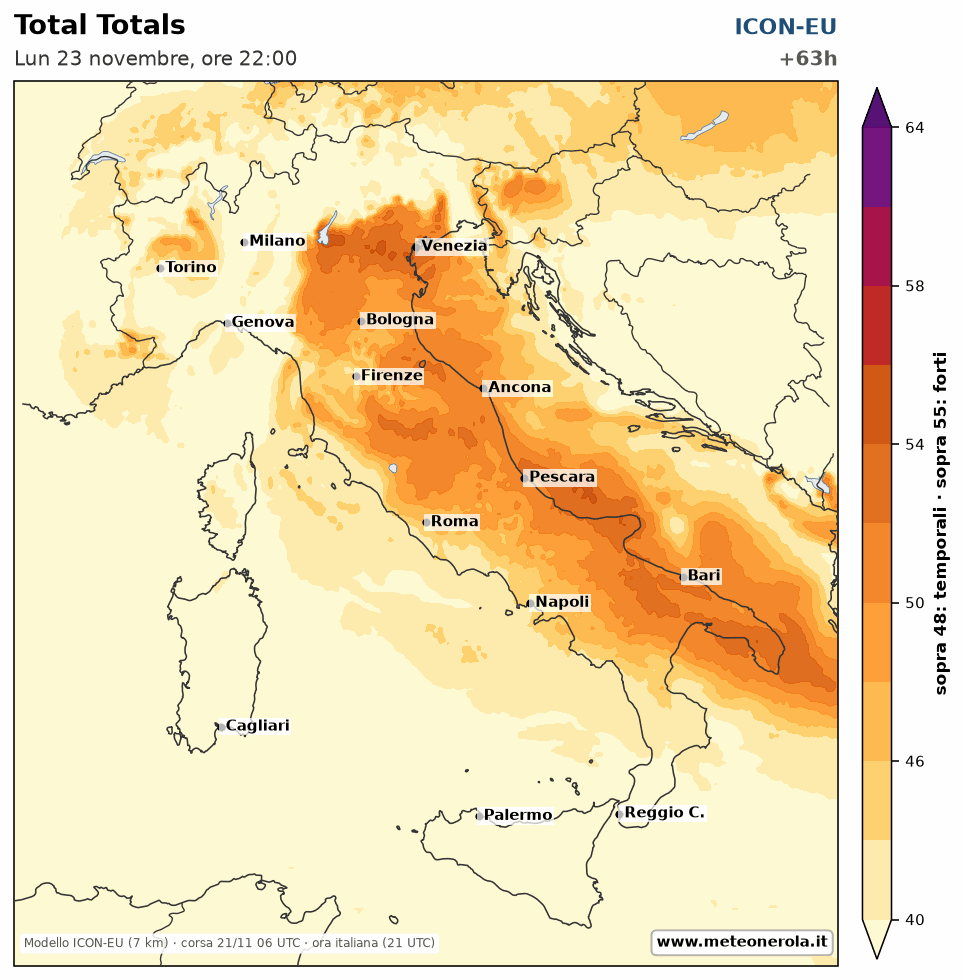 Total Totals
ICON-EU
Lun 23 novembre, ore 22:00
+63h
Milano
Venezia
Torino
Genova
Bologna
Firenze
Ancona
Pescara
Roma
Bari
Napoli
Cagliari
Palermo
Reggio C.
64
58
54
50
46
40
sopra 48: temporali · sopra 55: forti
Modello ICON-EU (7 km) · corsa 21/11 06 UTC · ora italiana (21 UTC)
www.meteonerola.it